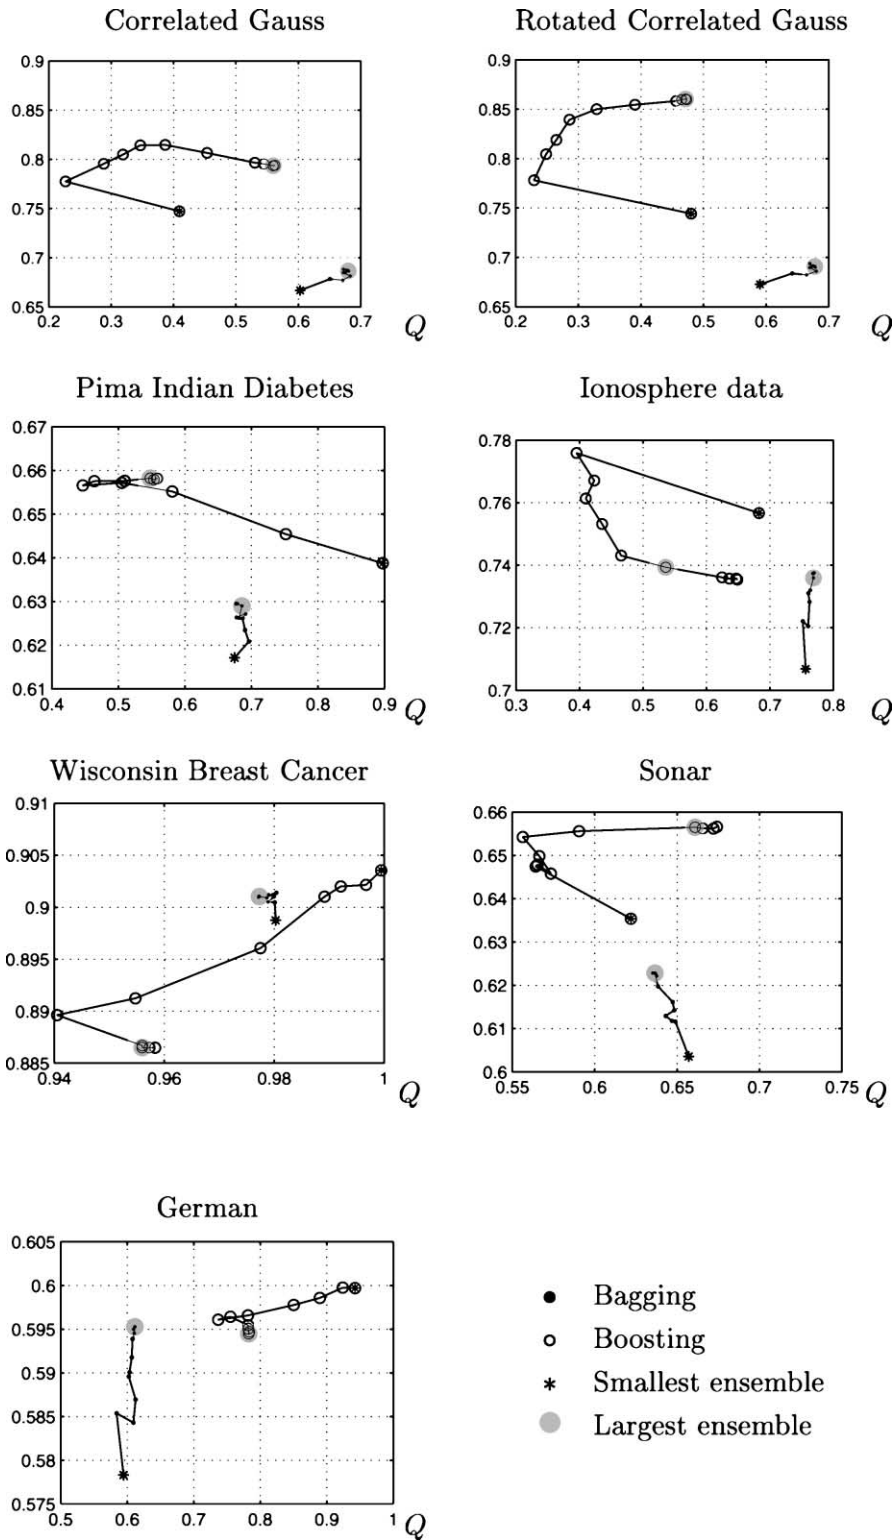 Correlated Gauss
0.9
0.85
0.8
0.75
0.7
0.65
0.2 0.3 0.4 0.5 0.6 0.7 Q
Rotated Correlated Gauss
0.9
0.85
0.8
0.75
0.7
0.65
0.2 0.3 0.4 0.5 0.6 0.7 Q
Pima Indian Diabetes
0.67
0.66
0.65
0.64
0.63
0.62
0.61
0.4 0.5 0.6 0.7 0.8 0.9 Q
Ionosphere data
0.78
0.76
0.74
0.72
0.7
0.3 0.4 0.5 0.6 0.7 0.8 Q
Wisconsin Breast Cancer
0.91
0.905
0.9
0.895
0.89
0.885
0.94 0.96 0.98 1 Q
Sonar
0.66
0.65
0.64
0.63
0.62
0.61
0.6
0.55 0.6 0.65 0.7 0.75 Q
German
0.605
0.6
0.595
0.59
0.585
0.58
0.575
0.5 0.6 0.7 0.8 0.9 1 Q
Bagging
Boosting
Smallest ensemble
Largest ensemble